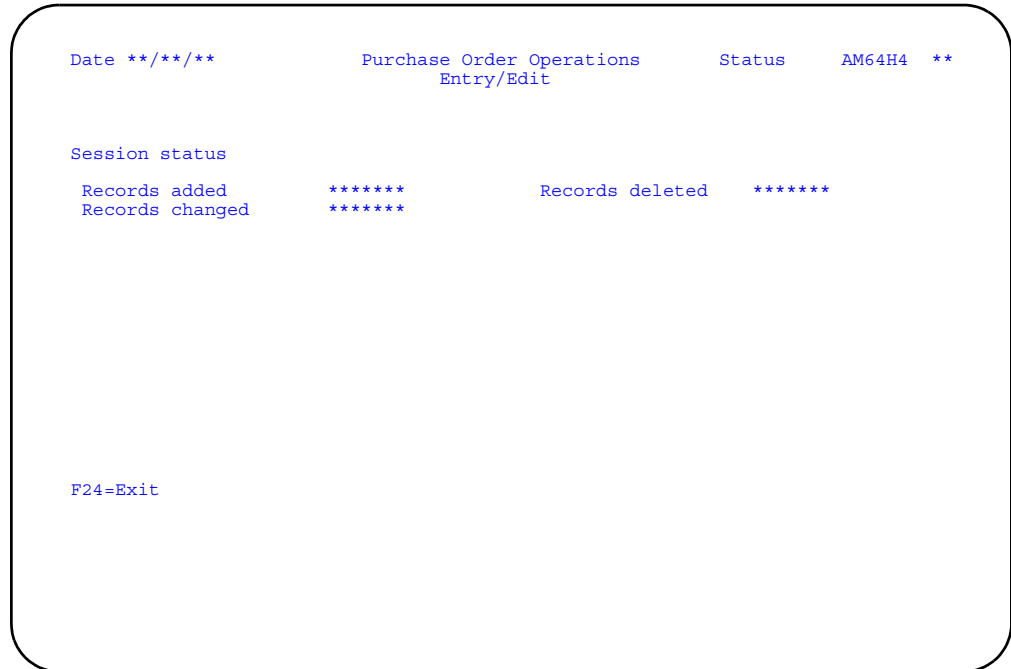 Date **/**/** Purchase Order Operations Status AM64H4 **
Entry/Edit
Session status
Records added ******* Records deleted *******
Records changed *******
F24=Exit